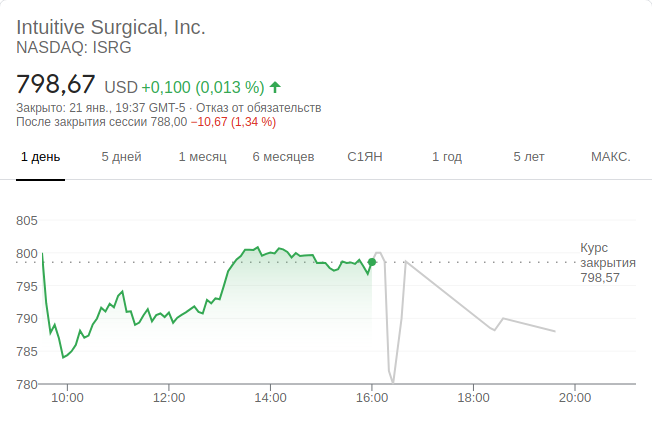 Intuitive Surgical, Inc.
NASDAQ: ISRG
798,67 USD +0,100 (0,013 %)
Закрыто: 21 янв., 19:37 GMT-5 · Отказ от обязательств
После закрытия сессии 788,00 −10,67 (1,34 %)
1 день 5 дней 1 месяц 6 месяцев С1ЯН 1 год 5 лет МАКС.
805
800
795
790
785
780
Курс
закрытия
798,57
10:00 12:00 14:00 16:00 18:00 20:00